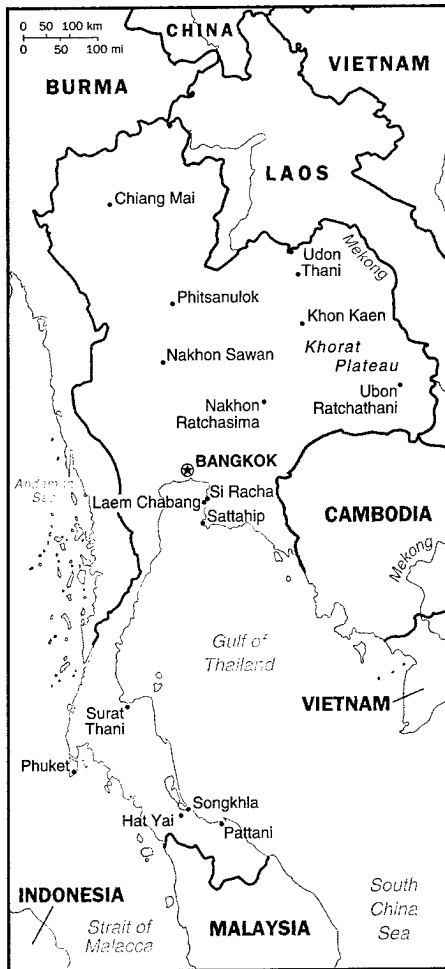 0 50 100 km
0 50 100 mi
CHINA
VIETNAM
BURMA
LAOS
Chiang Mai
Mekong
Udon
Thani
Phitsanulok
Khon Kaen
Nakhon Sawan
Khorat
Plateau
Nakhon
Ratchasima
Ubon
Ratchathani
BANGKOK
Andaman
Sea
Laem Chabang
Si Racha
Sattahip
CAMBODIA
Mekong
Gulf of
Thailand
VIETNAM
Surat
Thani
Phuket
Songkhla
Hat Yai
Pattani
INDONESIA
Strait of
Malacca
MALAYSIA
South
China
Sea